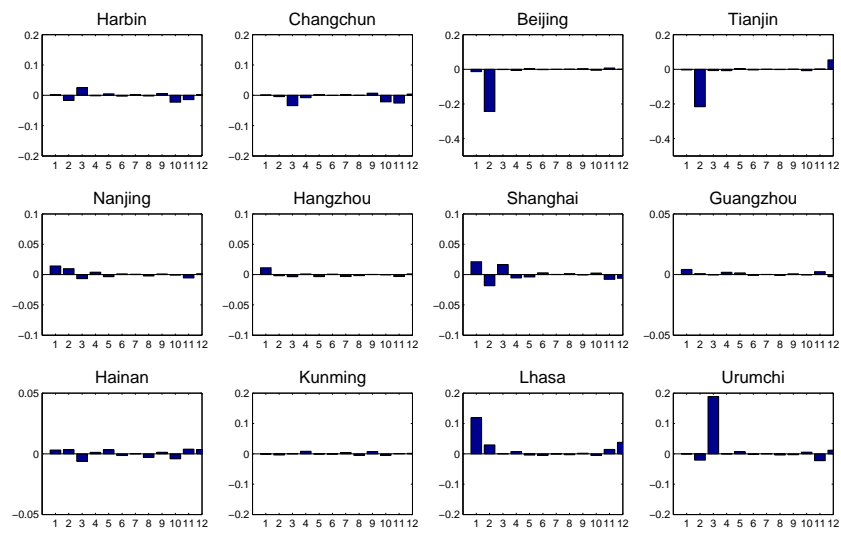 Harbin Changchun Beijing Tianjin
0.2 0.2 0.2 0.2
0.1 0.1 0 0
0 0 −0.2 −0.2
−0.1 −0.1 −0.4 −0.4
−0.2 −0.2
1 2 3 4 5 6 7 8 9 10 11 12 1 2 3 4 5 6 7 8 9 10 11 12 1 2 3 4 5 6 7 8 9 10 11 12 1 2 3 4 5 6 7 8 9 10 11 12
Nanjing Hangzhou Shanghai Guangzhou
0.1 0.1 0.1 0.05
0.05 0.05 0.05
0 0 0 0
−0.05 −0.05 −0.05
−0.1 −0.1 −0.1 −0.05
1 2 3 4 5 6 7 8 9 10 11 12 1 2 3 4 5 6 7 8 9 10 11 12 1 2 3 4 5 6 7 8 9 10 11 12 1 2 3 4 5 6 7 8 9 10 11 12
Hainan Kunming Lhasa Urumchi
0.05 0.2 0.2 0.2
0.1 0.1 0.1
0 0 0 0
−0.1 −0.1 −0.1
−0.05 −0.2 −0.2 −0.2
1 2 3 4 5 6 7 8 9 10 11 12 1 2 3 4 5 6 7 8 9 10 11 12 1 2 3 4 5 6 7 8 9 10 11 12 1 2 3 4 5 6 7 8 9 10 11 12